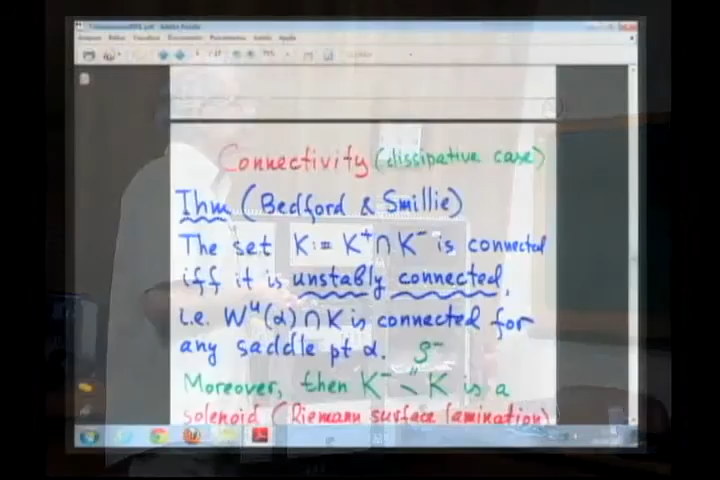 Connectivity (dissipative case)
Thm (Bedford & Smillie)
The set K := K⁺ ∩ K⁻ is connected
iff it is unstably connected,
i.e. Wᵘ(α) ∩ K is connected for
any saddle pt α. S⁻
Moreover, then K⁻ \ K is a
solenoid (Riemann surface lamination)